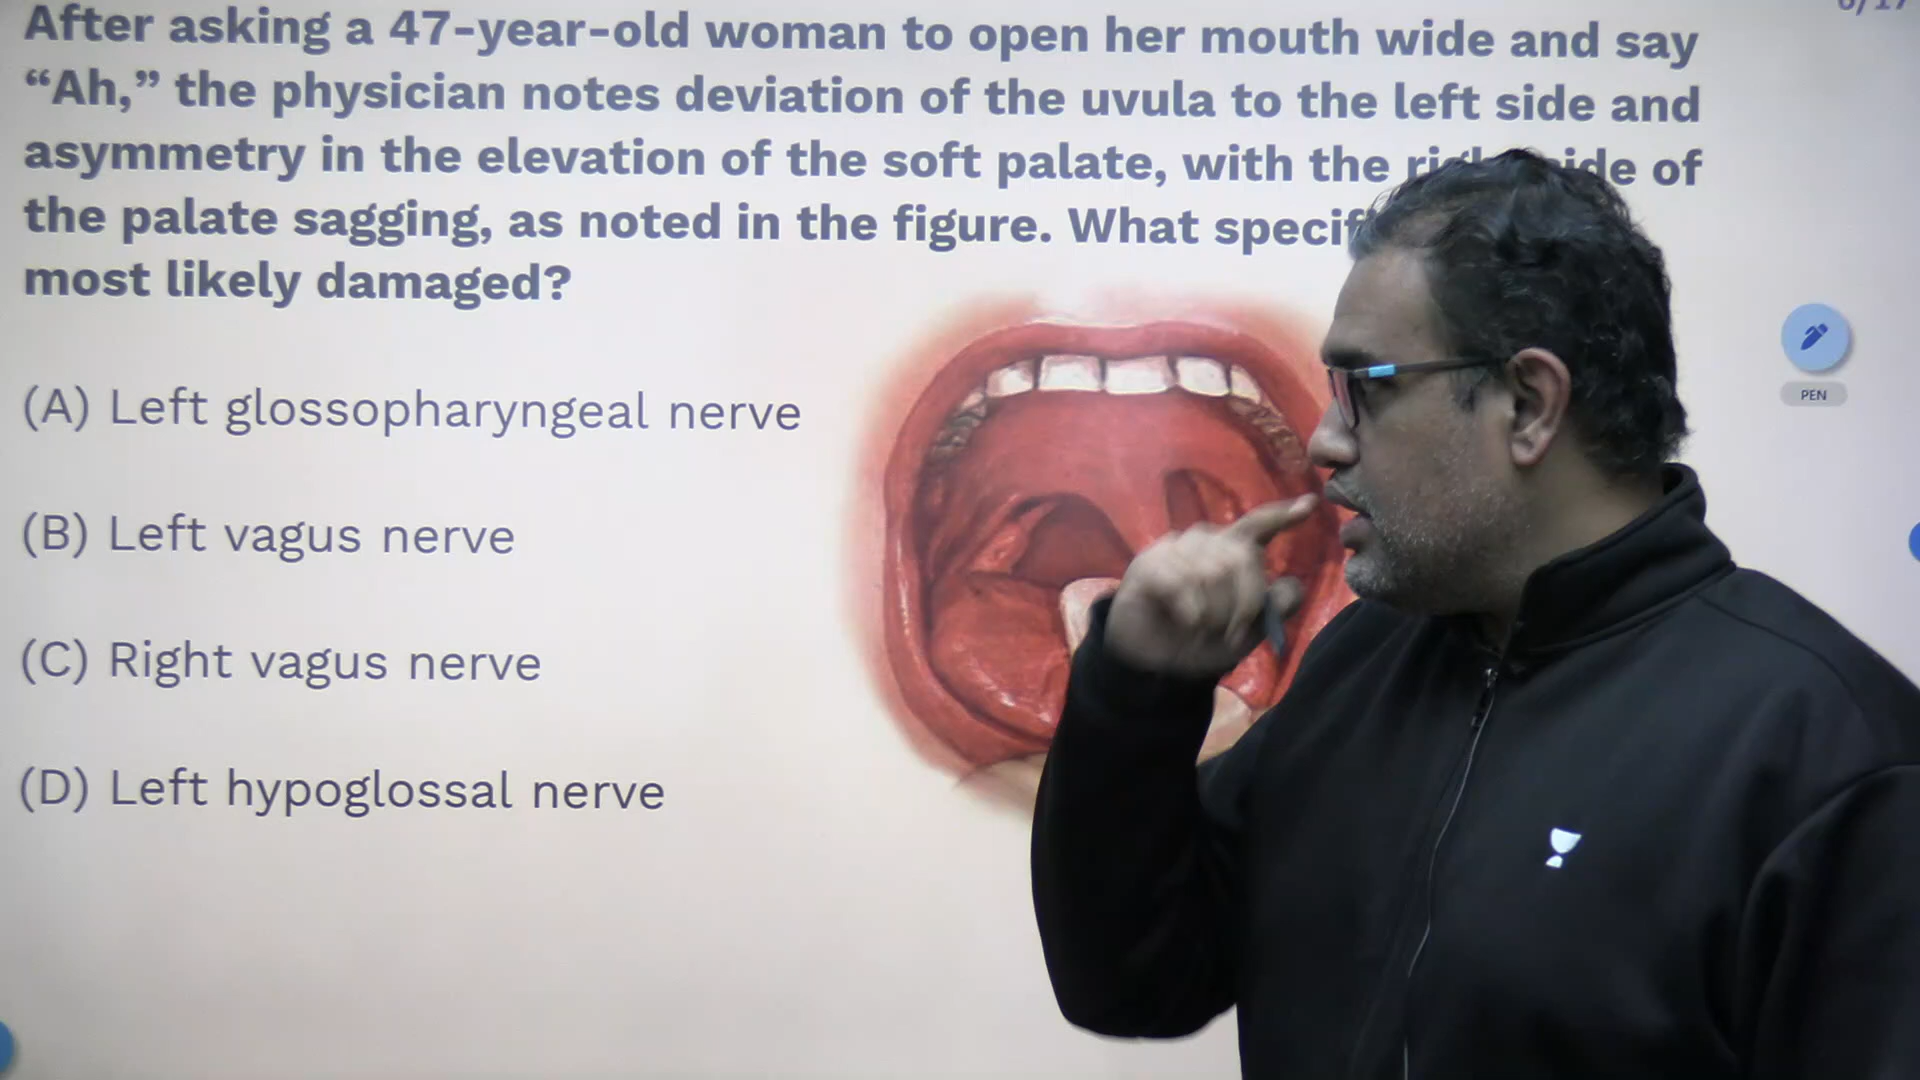 After asking a 47-year-old woman to open her mouth wide and say
“Ah,” the physician notes deviation of the uvula to the left side and
asymmetry in the elevation of the soft palate, with the of
the palate sagging, as noted in the figure. What
most likely damaged?
(A) Left glossopharyngeal nerve
(B) Left vagus nerve
(C) Right vagus nerve
(D) Left hypoglossal nerve
PEN